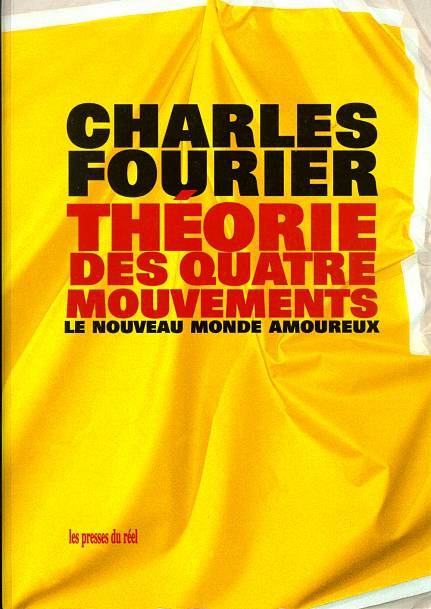 CHARLES
FOURIER
THÉORIE
DES QUATRE
MOUVEMENTS
LE NOUVEAU MONDE AMOUREUX
les presses du réel